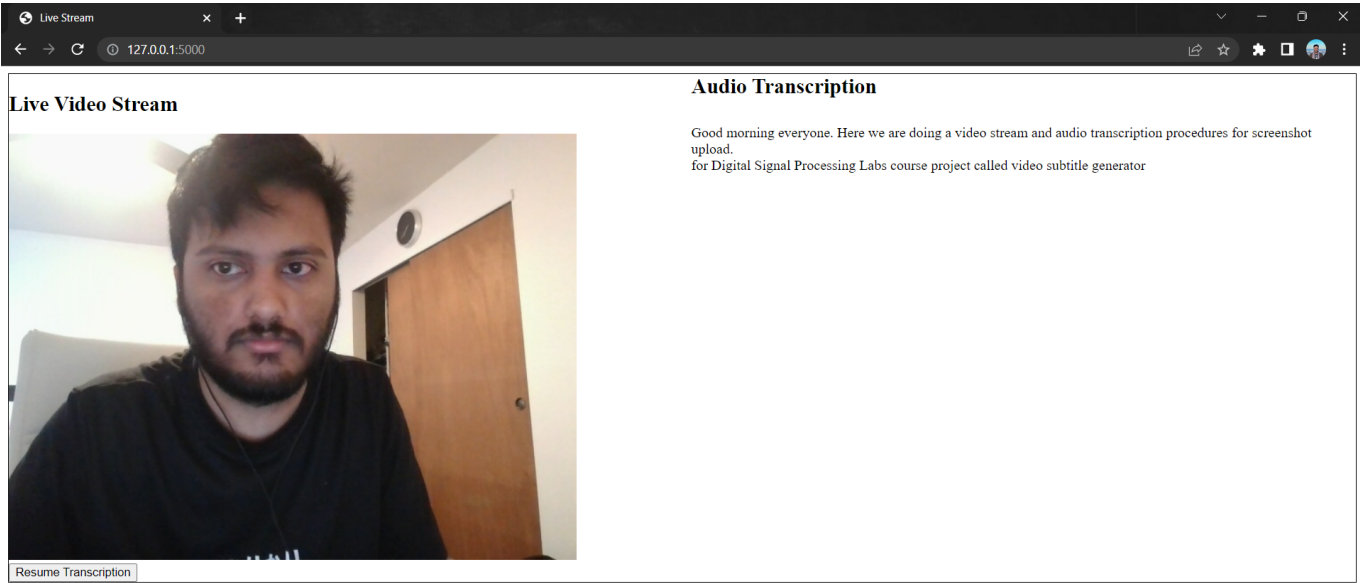 Live Stream
127.0.0.1:5000
Live Video Stream
Audio Transcription
Good morning everyone. Here we are doing a video stream and audio transcription procedures for screenshot
upload.
for Digital Signal Processing Labs course project called video subtitle generator
Resume Transcription